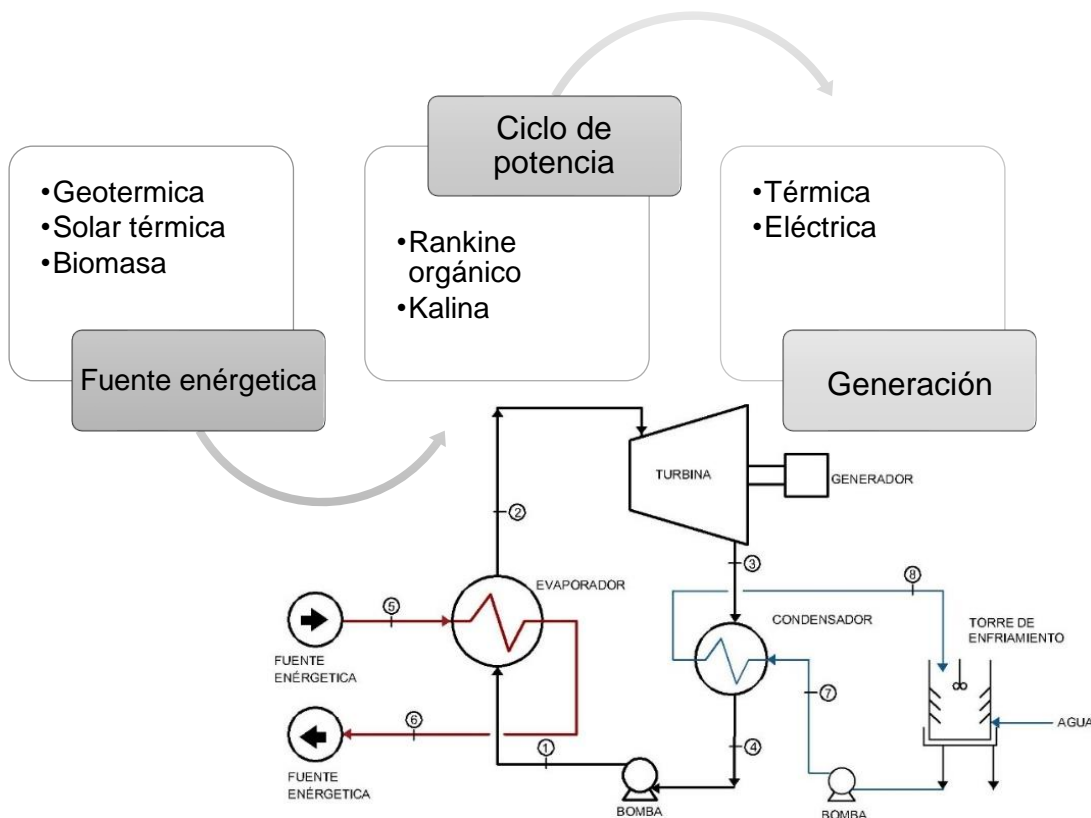 Ciclo de
potencia
•Geotermica
•Solar térmica
•Biomasa
Fuente enérgetica
•Rankine
orgánico
•Kalina
•Térmica
•Eléctrica
Generación
TURBINA
GENERADOR
2
3
8
EVAPORADOR
CONDENSADOR
TORRE DE
ENFRIAMIENTO
5
FUENTE
ENÉRGETICA
7
AGUA
6
1
4
FUENTE
ENÉRGETICA
BOMBA
BOMBA